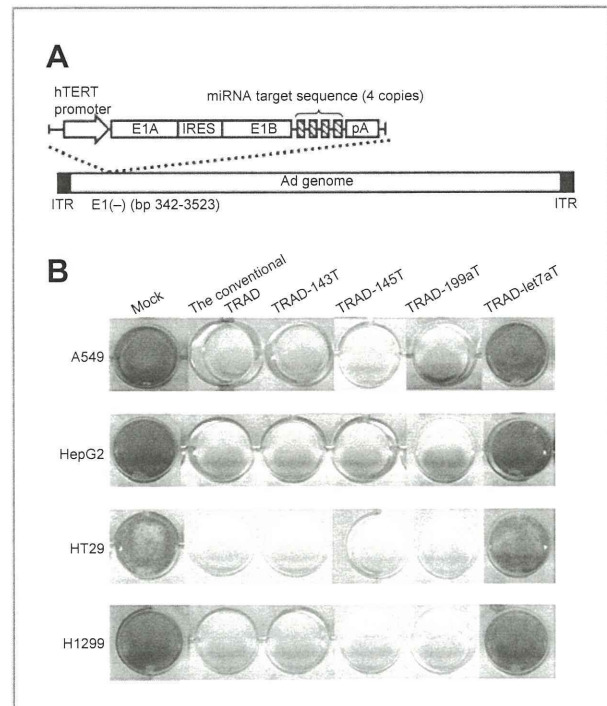 A
hTERT
promoter
miRNA target sequence (4 copies)
E1A IRES E1B pA
Ad genome
ITR E1(–) (bp 342-3523) ITR
B
Mock The conventional TRAD TRAD-143T TRAD-145T TRAD-199aT TRAD-let7aT
A549
HepG2
HT29
H1299